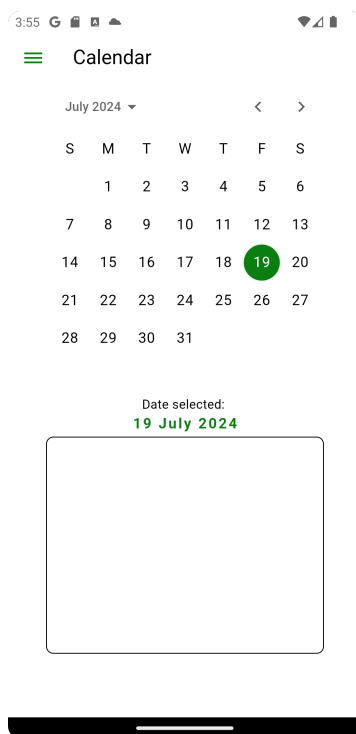 3:55 G A
Calendar
July 2024
S M T W T F S
1 2 3 4 5 6
7 8 9 10 11 12 13
14 15 16 17 18 19 20
21 22 23 24 25 26 27
28 29 30 31
Date selected:
19 July 2024